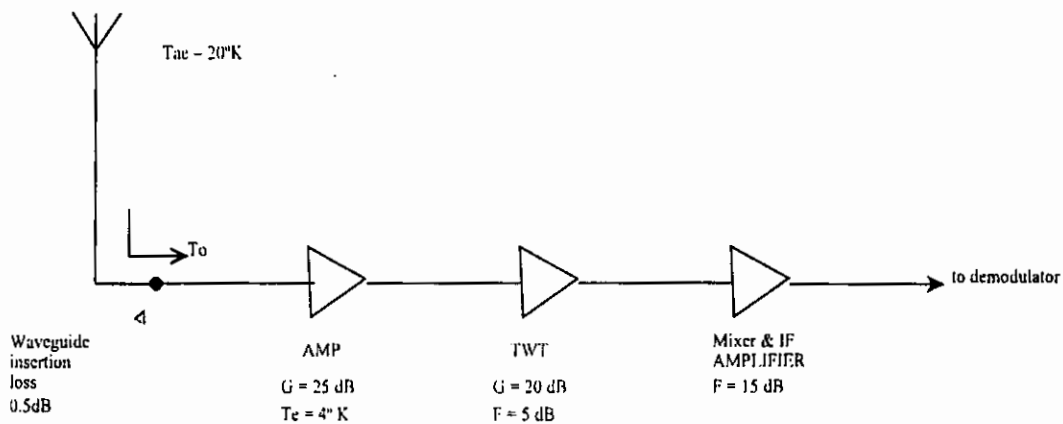 Tae – 20°K
To
to demodulator
Waveguide
insertion
loss
0.5dB
AMP
G = 25 dB
Te = 4° K
TWT
G = 20 dB
F = 5 dB
Mixer & IF
AMPLIFIER
F = 15 dB